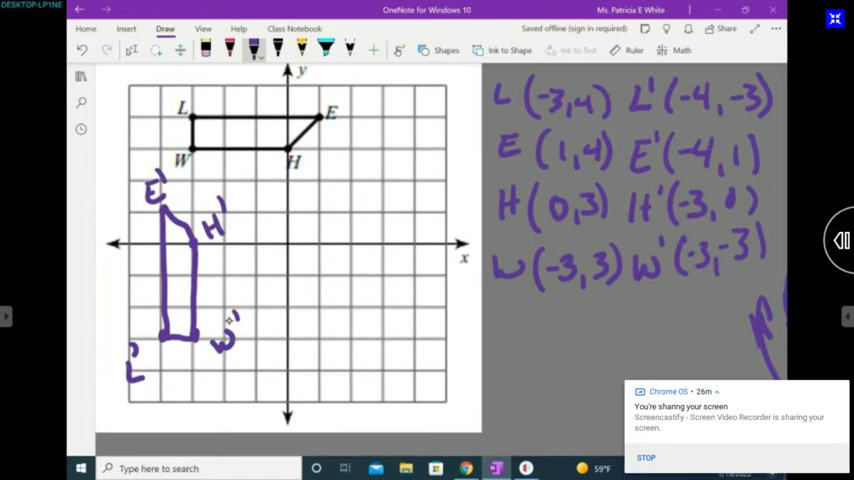 DESKTOP-LP1NE
OneNote for Windows 10
Ms. Patricia E White
Home Insert Draw View Help Class Notebook
Saved offline (sign in required)
Share
Shapes Ink to Shape Ink to Text Ruler Math
y
L E
W H
E'
H'
x
W'
L'
L (-3,4) L' (-4,-3)
E (1,4) E' (-4,1)
H (0,3) H' (-3,0)
W (-3,3) W' (-3,-3)
Chrome OS • 26m
You're sharing your screen
Screencastify - Screen Video Recorder is sharing your
screen.
STOP
Type here to search
59°F